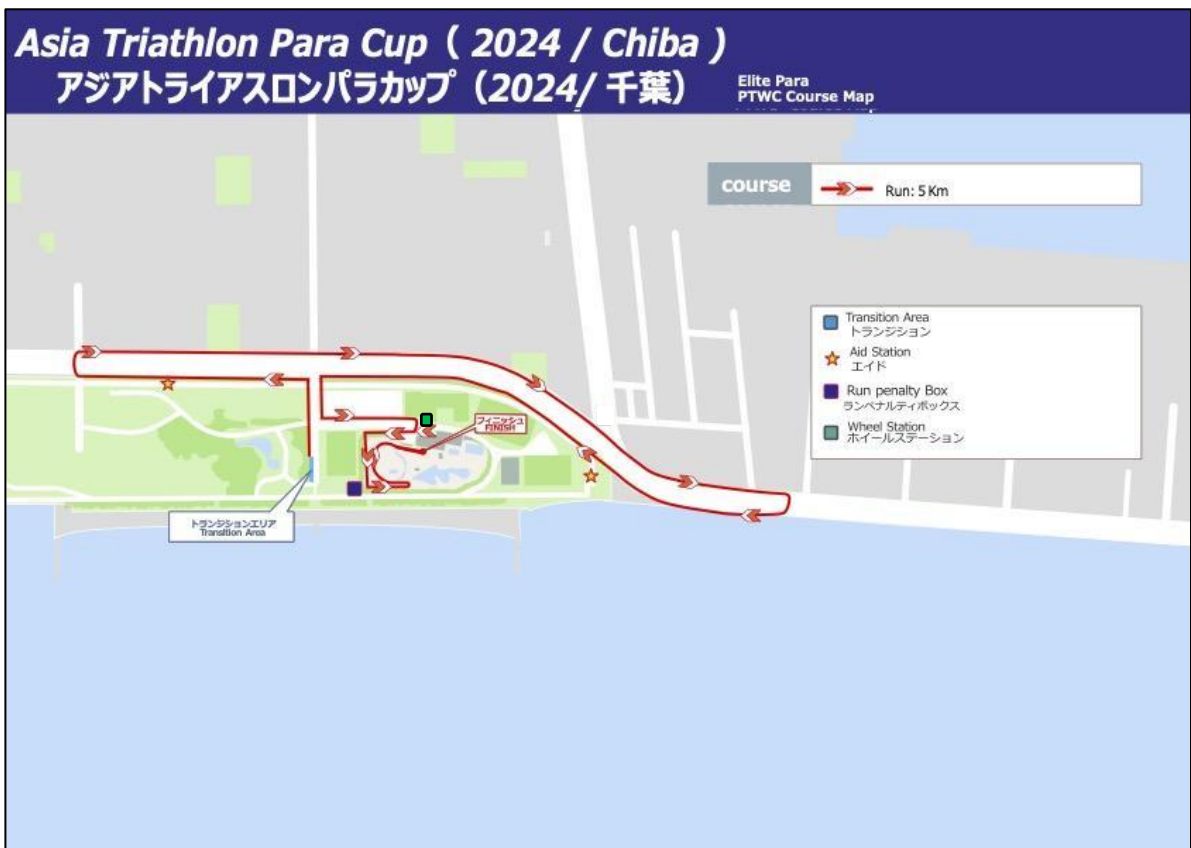 Asia Triathlon Para Cup ( 2024 / Chiba )
アジアトライアスロンパラカップ（2024/ 千葉）
Elite Para
PTWC Course Map
course
Run: 5 Km
Transition Area
トランジション
Aid Station
エイド
Run penalty Box
ランペナルティボックス
Wheel Station
ホイールステーション
フィニッシュ
FINISH
トランジションエリア
Transition Area